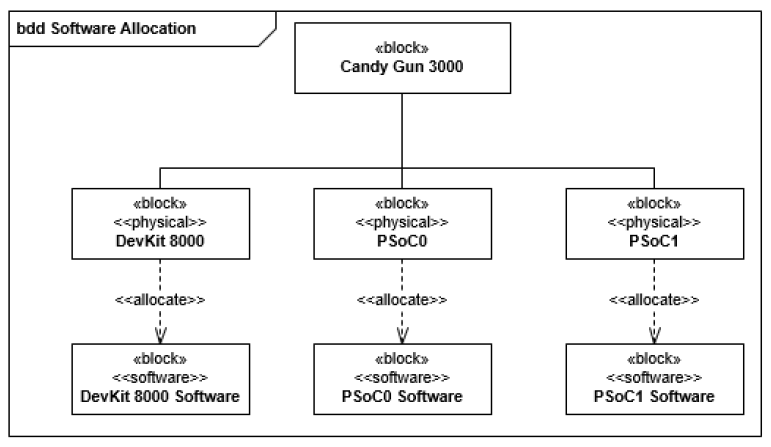 bdd Software Allocation
«block»
Candy Gun 3000
«block»
<<physical>>
DevKit 8000
«block»
<<physical>>
PSoC0
«block»
<<physical>>
PSoC1
<<allocate>>
<<allocate>>
<<allocate>>
«block»
<<software>>
DevKit 8000 Software
«block»
<<software>>
PSoC0 Software
«block»
<<software>>
PSoC1 Software